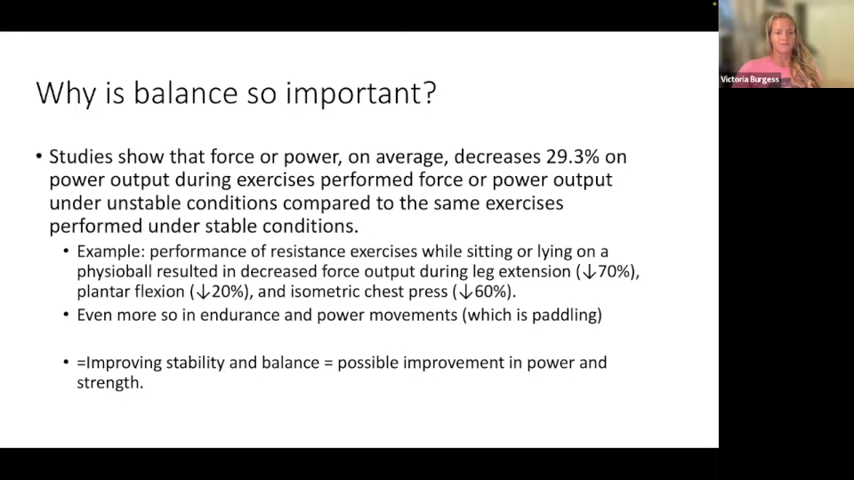 Victoria Burgess
Why is balance so important?
• Studies show that force or power, on average, decreases 29.3% on
power output during exercises performed force or power output
under unstable conditions compared to the same exercises
performed under stable conditions.
• Example: performance of resistance exercises while sitting or lying on a
physioball resulted in decreased force output during leg extension (↓70%),
plantar flexion (↓20%), and isometric chest press (↓60%).
• Even more so in endurance and power movements (which is paddling)
• =Improving stability and balance = possible improvement in power and
strength.